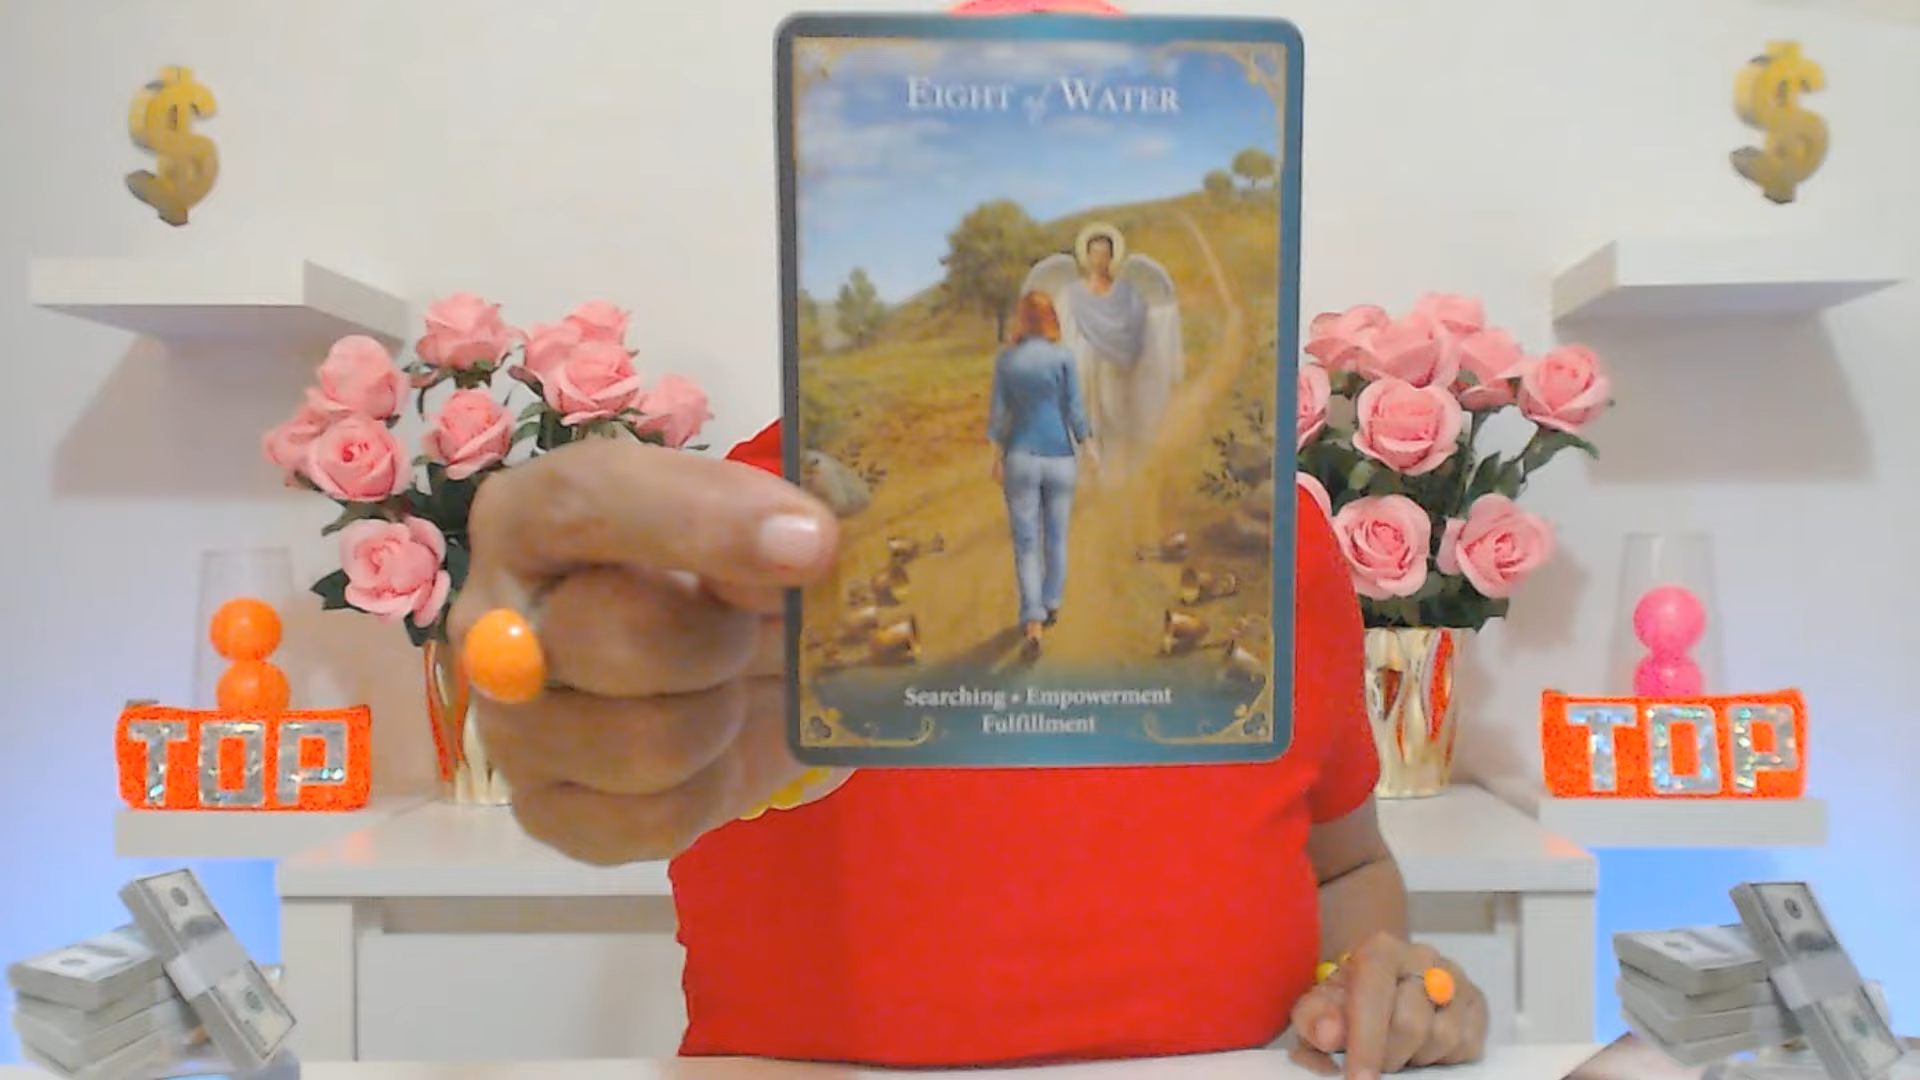 EIGHT of WATER
TOP
TOP
Searching • Empowerment
Fulfillment